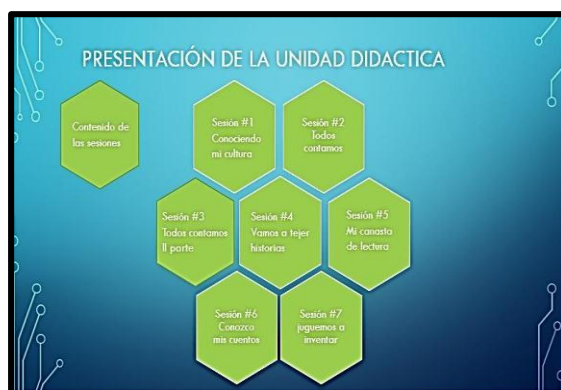 PRESENTACIÓN DE LA UNIDAD DIDACTICA
Contenido de
las sesiones
Sesión #1
Conociendo
mi cultura
Sesión #2
Todos
contamos
Sesión #3
Todos contamos
II parte
Sesión #4
Vamos a tejer
historias
Sesión #5
Mi canasta
de lectura
Sesión #6
Conozco
mis cuentos
Sesión #7
juguemos a
inventar